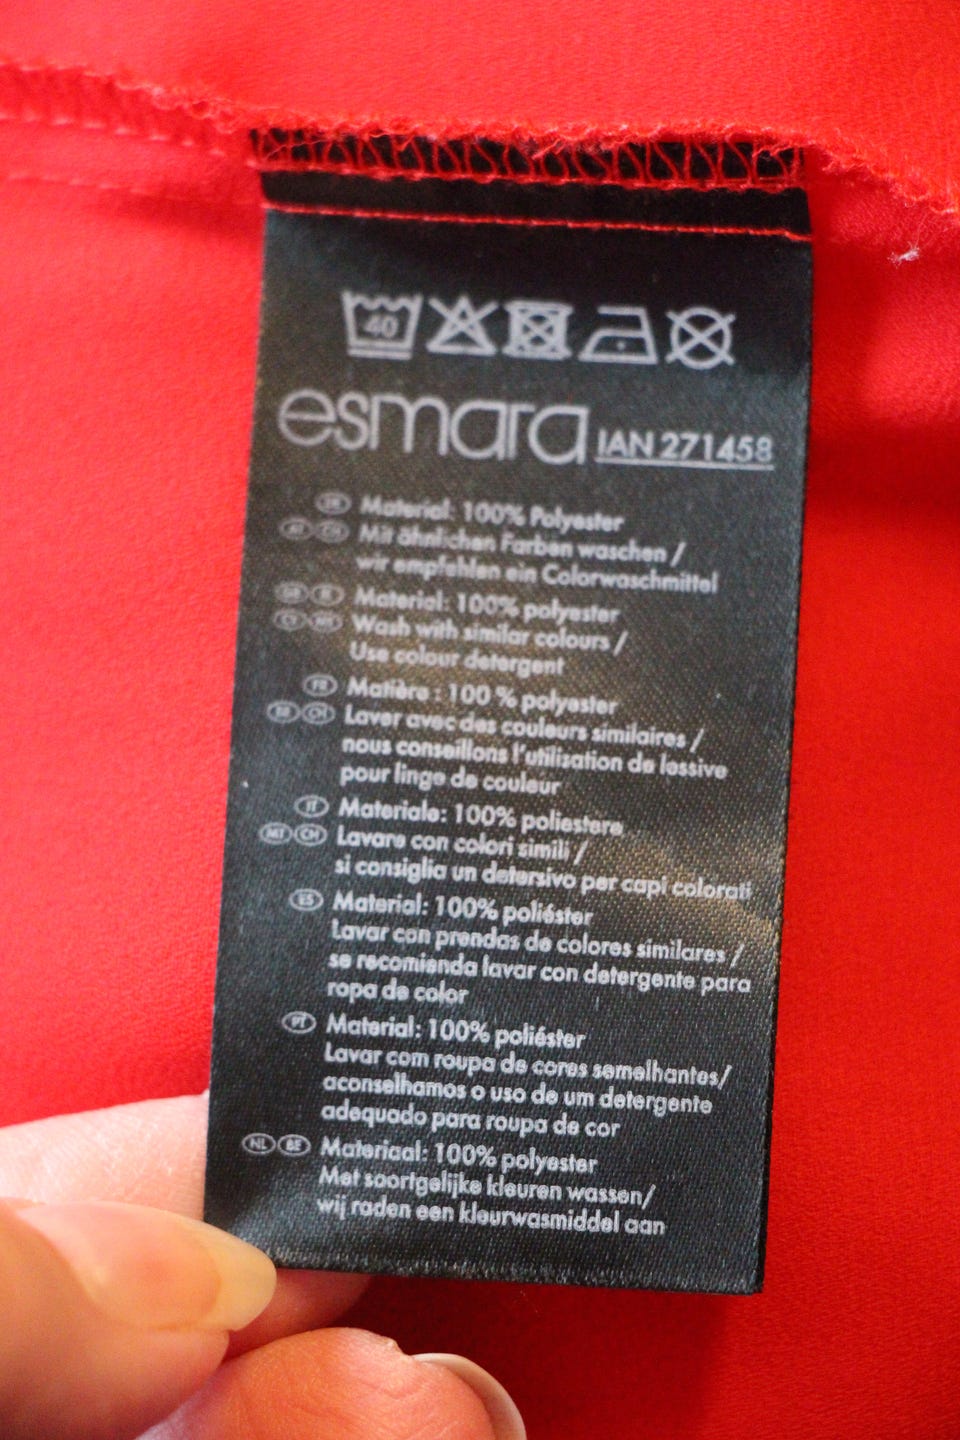 40
esmara IAN 271458
DE Material: 100% Polyester
AT CH Mit ähnlichen Farben waschen /
wir empfehlen ein Colorwaschmittel
GB IE Material: 100% polyester
CY MT Wash with similar colours /
Use colour detergent
FR Matière : 100 % polyester
BE CH Laver avec des couleurs similaires /
nous conseillons l'utilisation de lessive
pour linge de couleur
IT Materiale: 100% poliestere
MT CH Lavare con colori simili /
si consiglia un detersivo per capi colorati
ES Material: 100% poliéster
Lavar con prendas de colores similares /
se recomienda lavar con detergente para
ropa de color
PT Material: 100% poliéster
Lavar com roupa de cores semelhantes/
aconselhamos o uso de um detergente
adequado para roupa de cor
NL BE Materiaal: 100% polyester
Met soortgelijke kleuren wassen/
wij raden een kleurwasmiddel aan